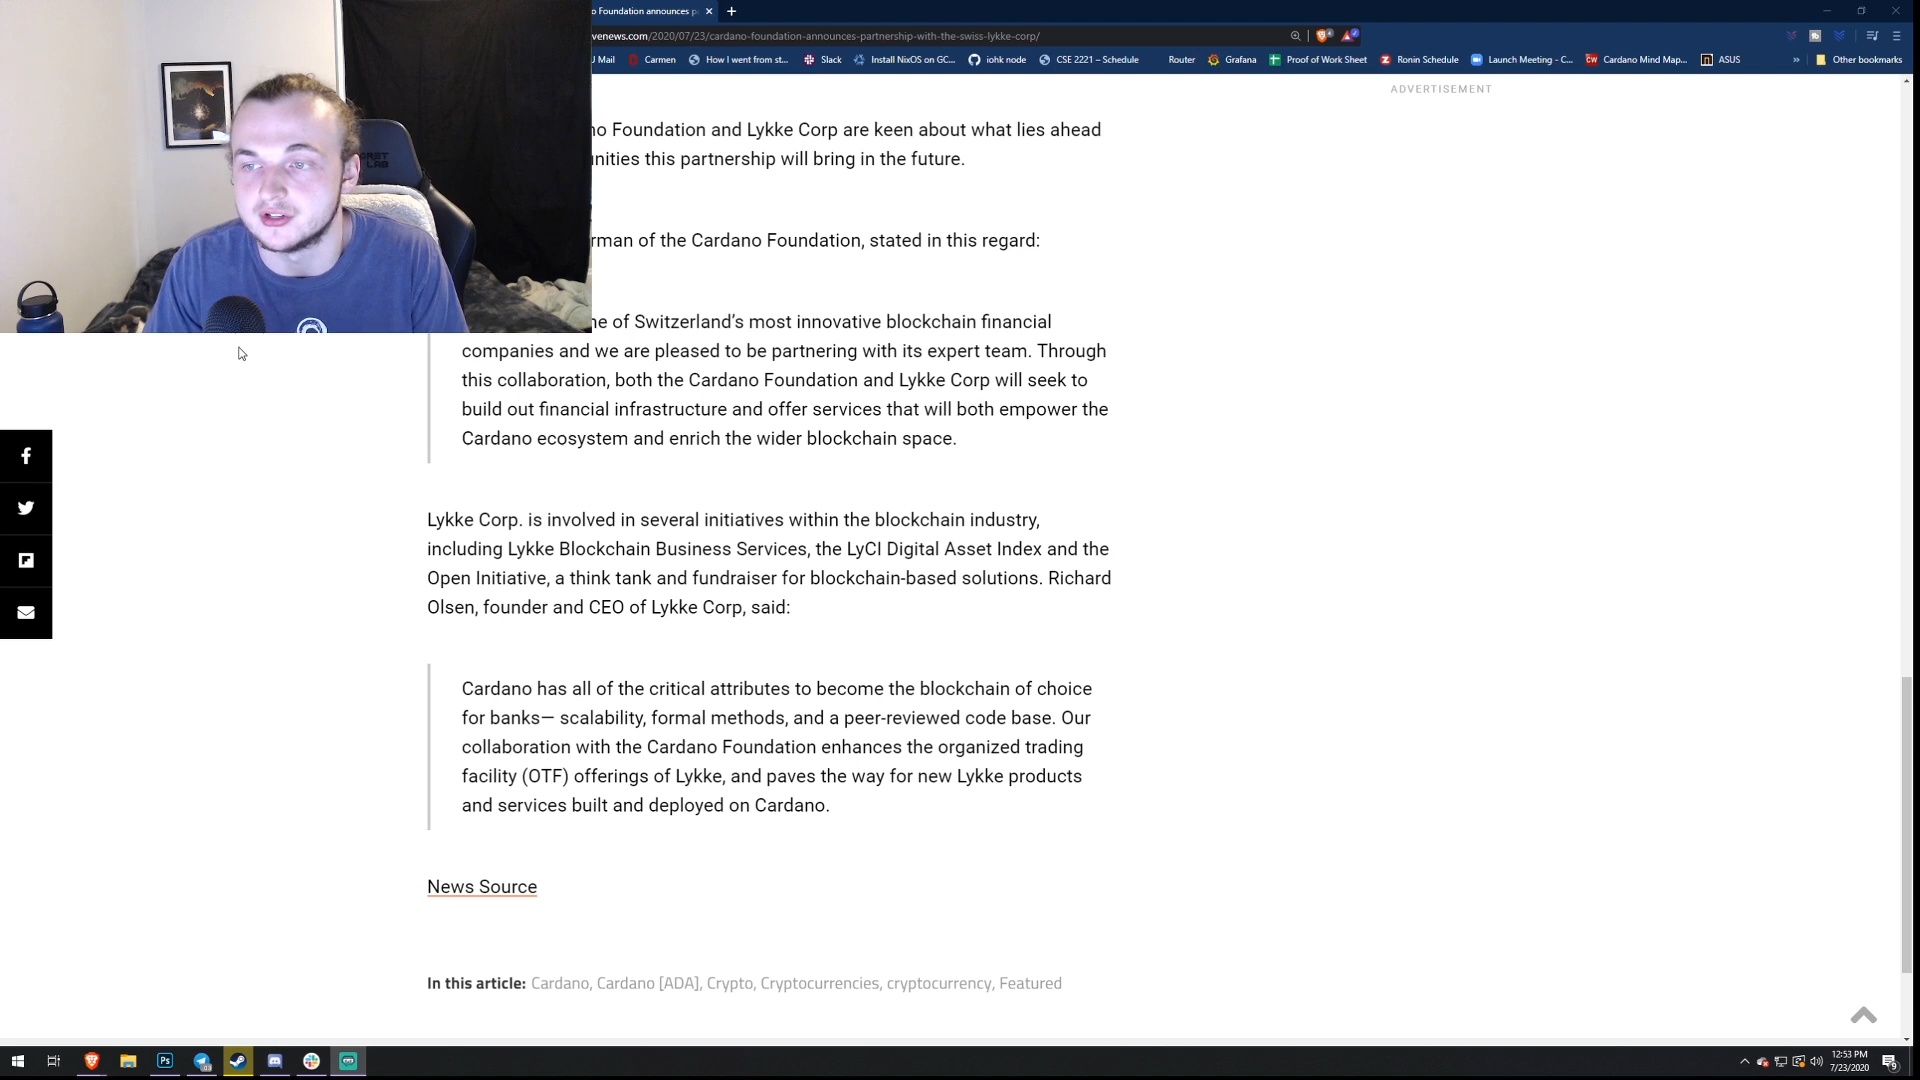 o Foundation announces p
venews.com/2020/07/23/cardano-foundation-announces-partnership-with-the-swiss-lykke-corp/
J Mail Carmen How I went from st... Slack Install NixOS on GC... iohk node CSE 2221 – Schedule Router Grafana Proof of Work Sheet Ronin Schedule Launch Meeting - C... Cardano Mind Map... ASUS » Other bookmarks
ADVERTISEMENT
no Foundation and Lykke Corp are keen about what lies ahead
unities this partnership will bring in the future.
rman of the Cardano Foundation, stated in this regard:
ne of Switzerland's most innovative blockchain financial
companies and we are pleased to be partnering with its expert team. Through
this collaboration, both the Cardano Foundation and Lykke Corp will seek to
build out financial infrastructure and offer services that will both empower the
Cardano ecosystem and enrich the wider blockchain space.
Lykke Corp. is involved in several initiatives within the blockchain industry,
including Lykke Blockchain Business Services, the LyCI Digital Asset Index and the
Open Initiative, a think tank and fundraiser for blockchain-based solutions. Richard
Olsen, founder and CEO of Lykke Corp, said:
Cardano has all of the critical attributes to become the blockchain of choice
for banks— scalability, formal methods, and a peer-reviewed code base. Our
collaboration with the Cardano Foundation enhances the organized trading
facility (OTF) offerings of Lykke, and paves the way for new Lykke products
and services built and deployed on Cardano.
News Source
In this article: Cardano, Cardano [ADA], Crypto, Cryptocurrencies, cryptocurrency, Featured
Ps
12:53 PM
7/23/2020